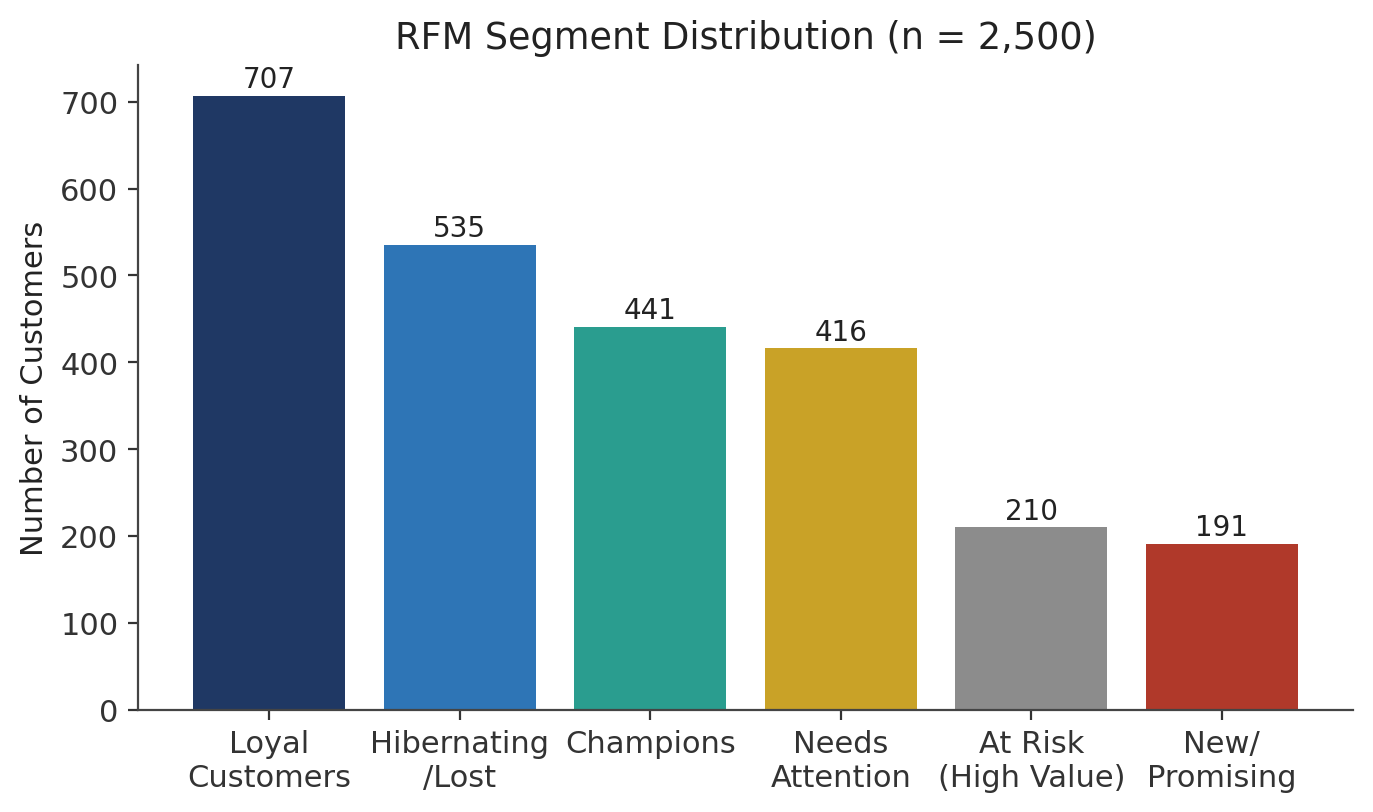 RFM Segment Distribution (n = 2,500)
Number of Customers
700
600
500
400
300
200
100
0
707
535
441
416
210
191
Loyal
Customers
Hibernating
/Lost
Champions
Needs
Attention
At Risk
(High Value)
New/
Promising